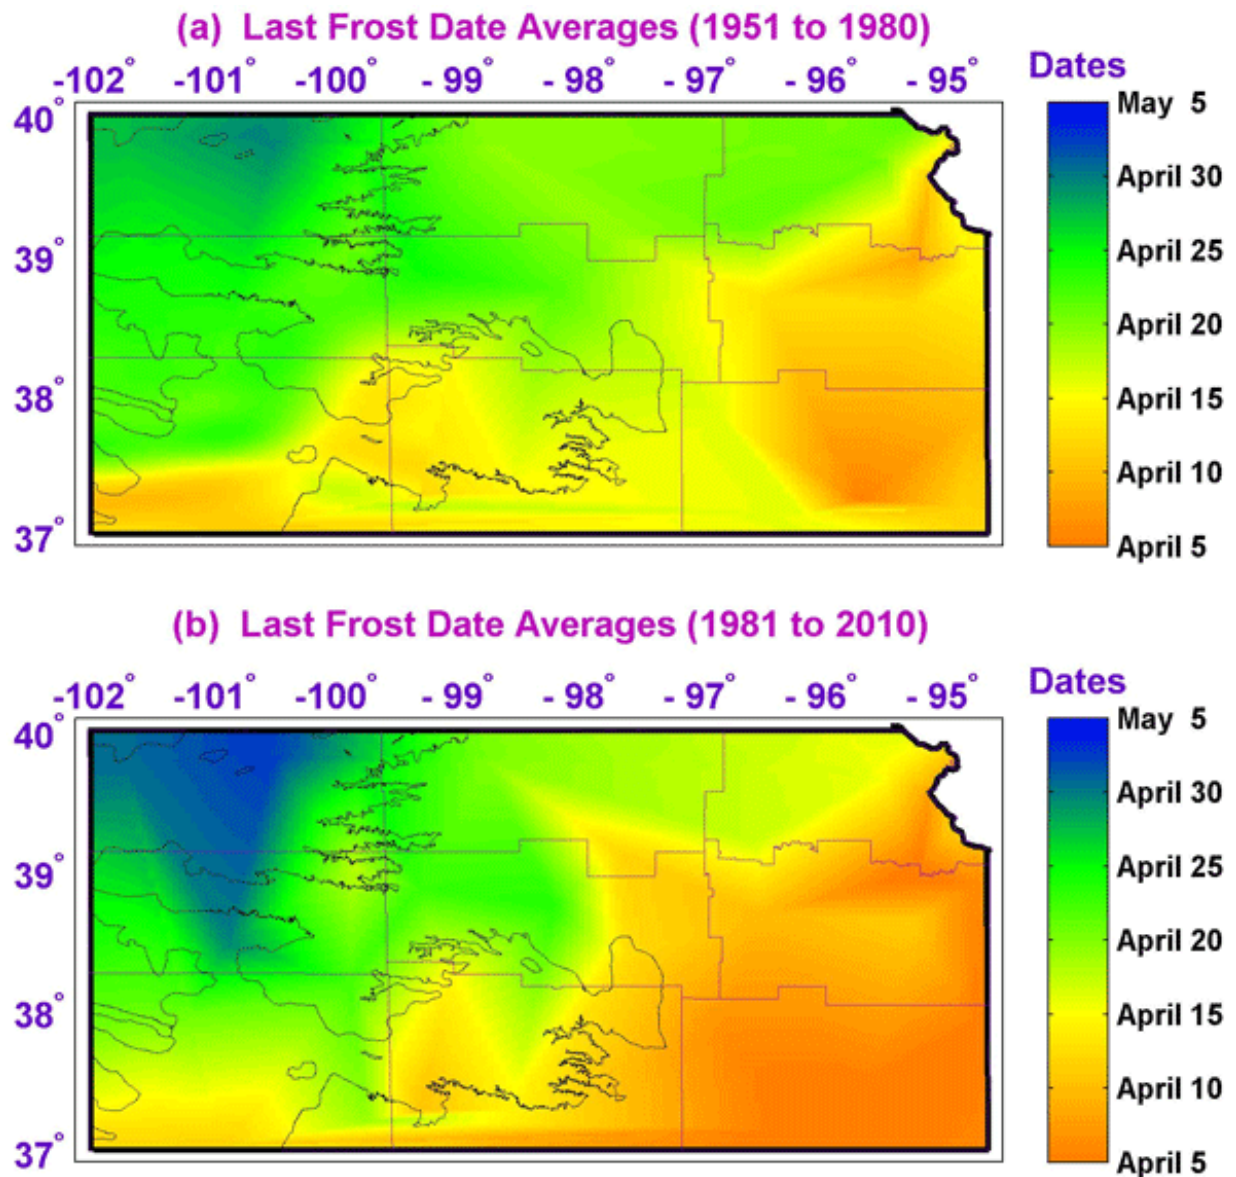 (a) Last Frost Date Averages (1951 to 1980)
-102° -101° -100° -99° -98° -97° -96° -95° Dates
40° May 5
April 30
39° April 25
April 20
38° April 15
April 10
37° April 5
(b) Last Frost Date Averages (1981 to 2010)
-102° -101° -100° -99° -98° -97° -96° -95° Dates
40° May 5
April 30
39° April 25
April 20
38° April 15
April 10
37° April 5